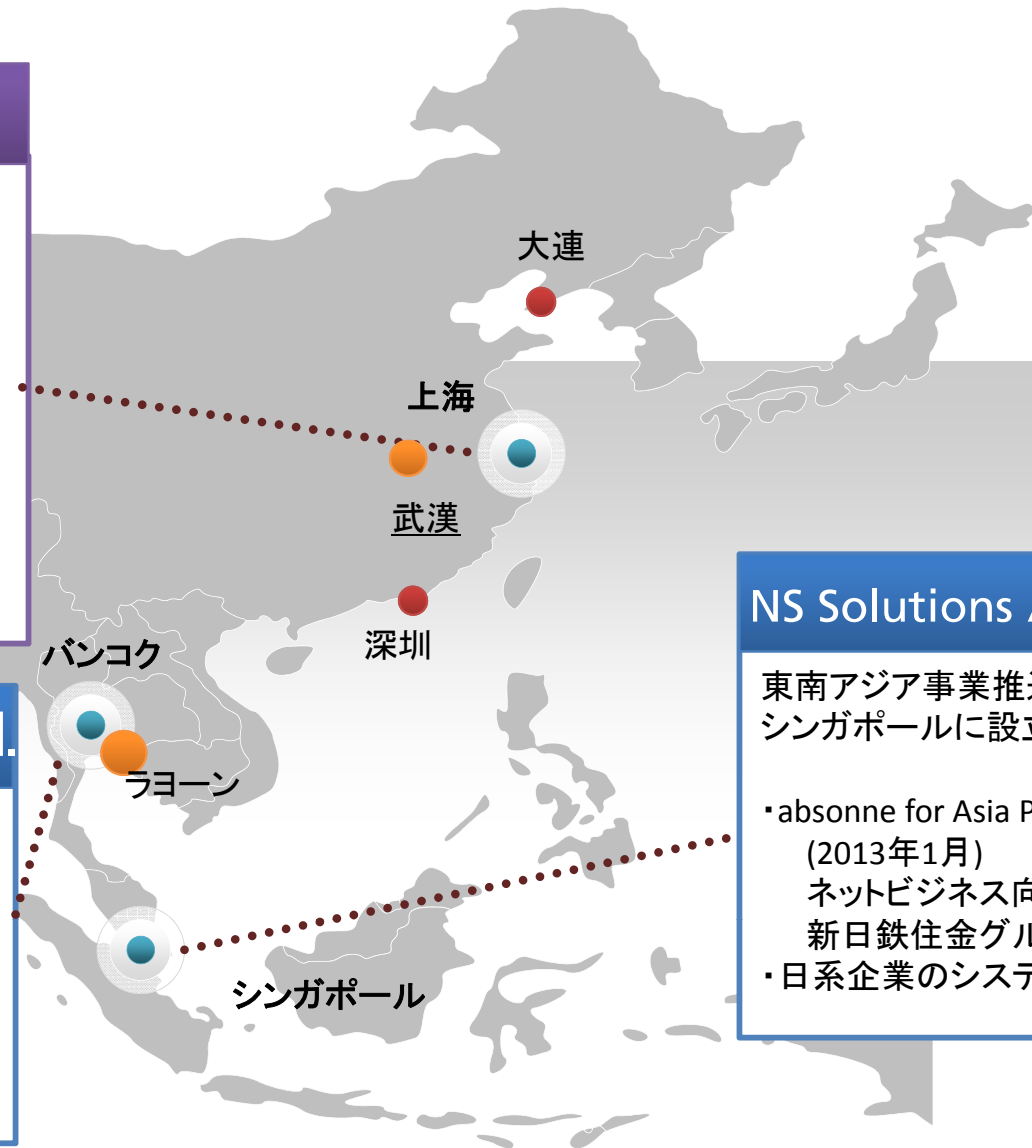 大連
上海
武漢
深圳
バンコク
ラヨーン
シンガポール
NS Solutions
東南アジア事業推
シンガポールに設
・absonne for Asia P
(2013年1月)
ネットビジネス向
新日鉄住金グル
・日系企業のシステ